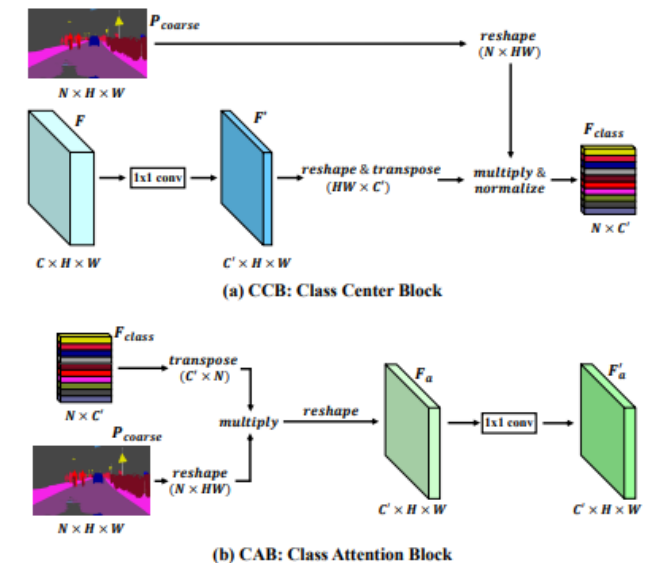 P_coarse
reshape
(N × HW)
N × H × W
F
F'
F_class
1x1 conv
reshape & transpose
(HW × C')
multiply &
normalize
N × C'
C × H × W
C' × H × W
(a) CCB: Class Center Block
F_class
transpose
(C' × N)
N × C'
multiply
reshape
F_a
1x1 conv
F'_a
P_coarse
reshape
(N × HW)
N × H × W
C' × H × W
C' × H × W
(b) CAB: Class Attention Block